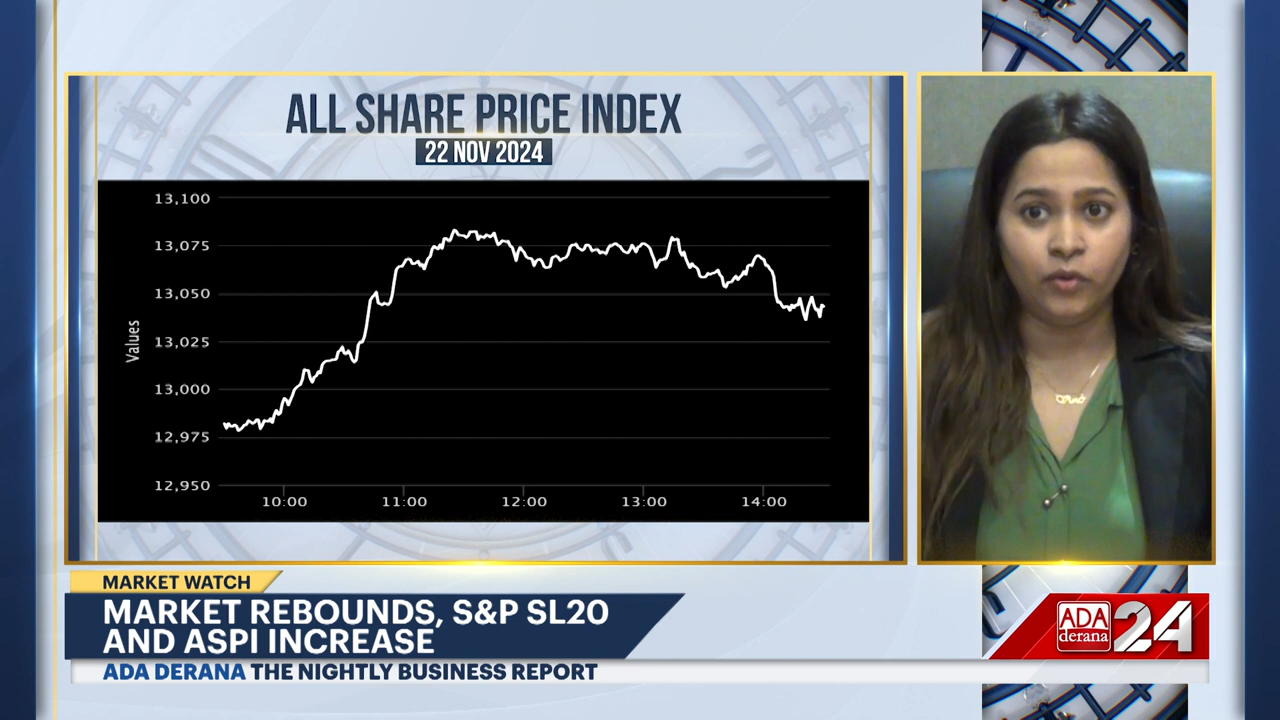 ALL SHARE PRICE INDEX
22 NOV 2024
13,100
13,075
13,050
13,025
13,000
12,975
12,950
Values
10:00 11:00 12:00 13:00 14:00
MARKET WATCH
MARKET REBOUNDS, S&P SL20
AND ASPI INCREASE
ADA DERANA THE NIGHTLY BUSINESS REPORT
ADA
derana
24